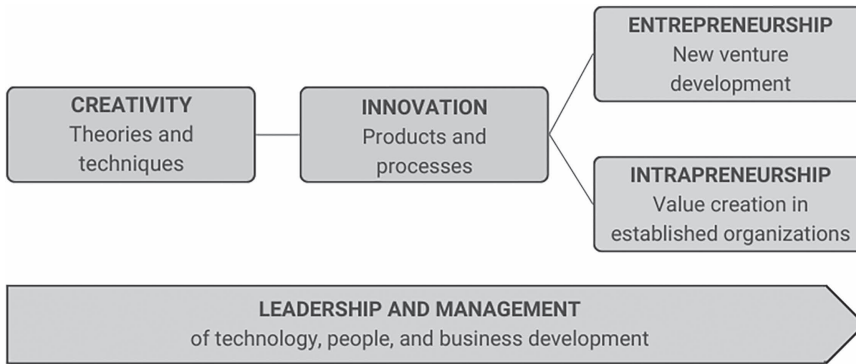 CREATIVITY
Theories and
techniques
INNOVATION
Products and
processes
ENTREPRENEURSHIP
New venture
development
INTRAPRENEURSHIP
Value creation in
established organizations
LEADERSHIP AND MANAGEMENT
of technology, people, and business development